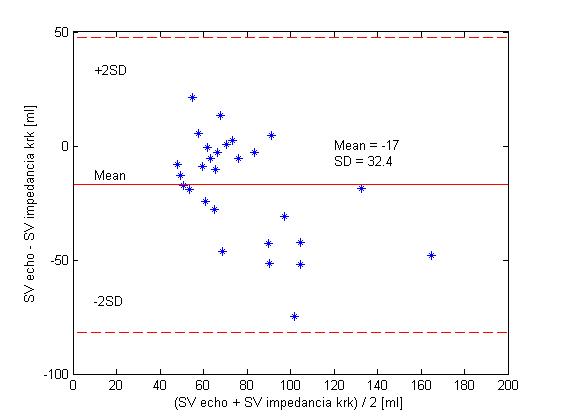 50
+2SD
0
Mean = -17
SD = 32.4
Mean
-50
-2SD
-100
0 20 40 60 80 100 120 140 160 180 200
(SV echo + SV impedancia krk) / 2 [ml]
SV echo - SV impedancia krk [ml]